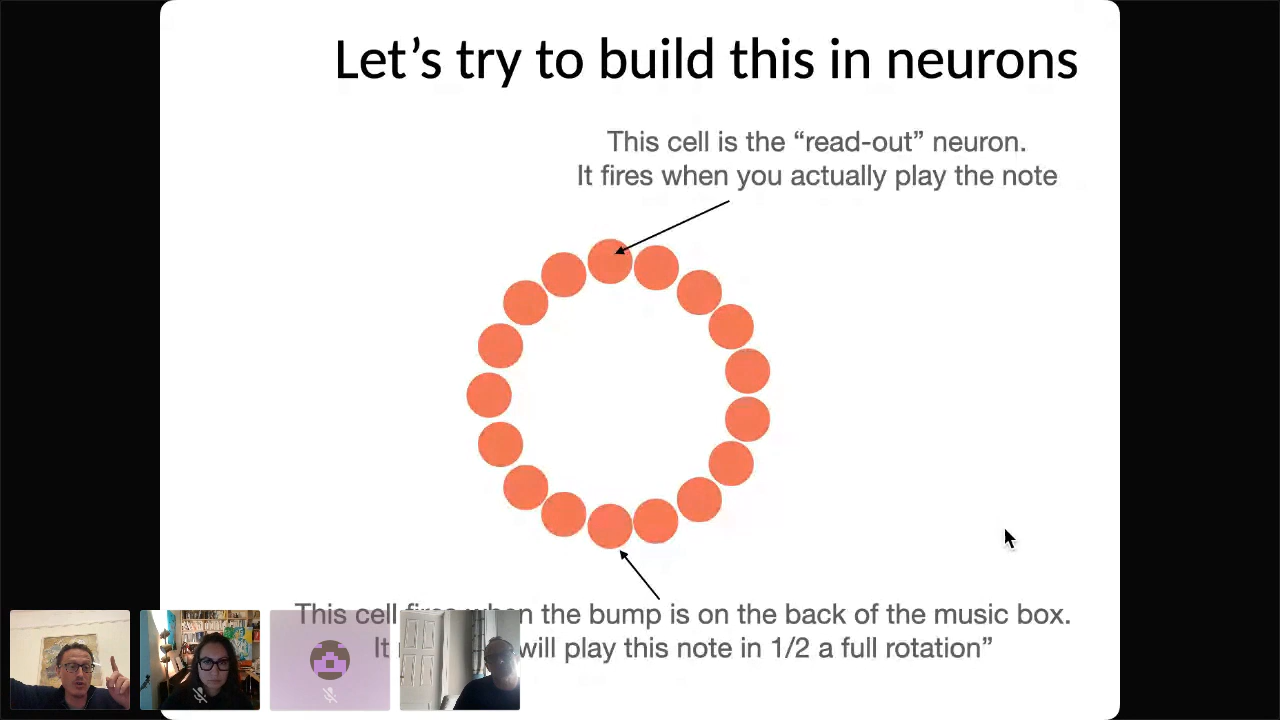 Let’s try to build this in neurons
This cell is the “read-out” neuron.
It fires when you actually play the note
This cell fires when the bump is on the back of the music box.
It will play this note in 1/2 a full rotation”